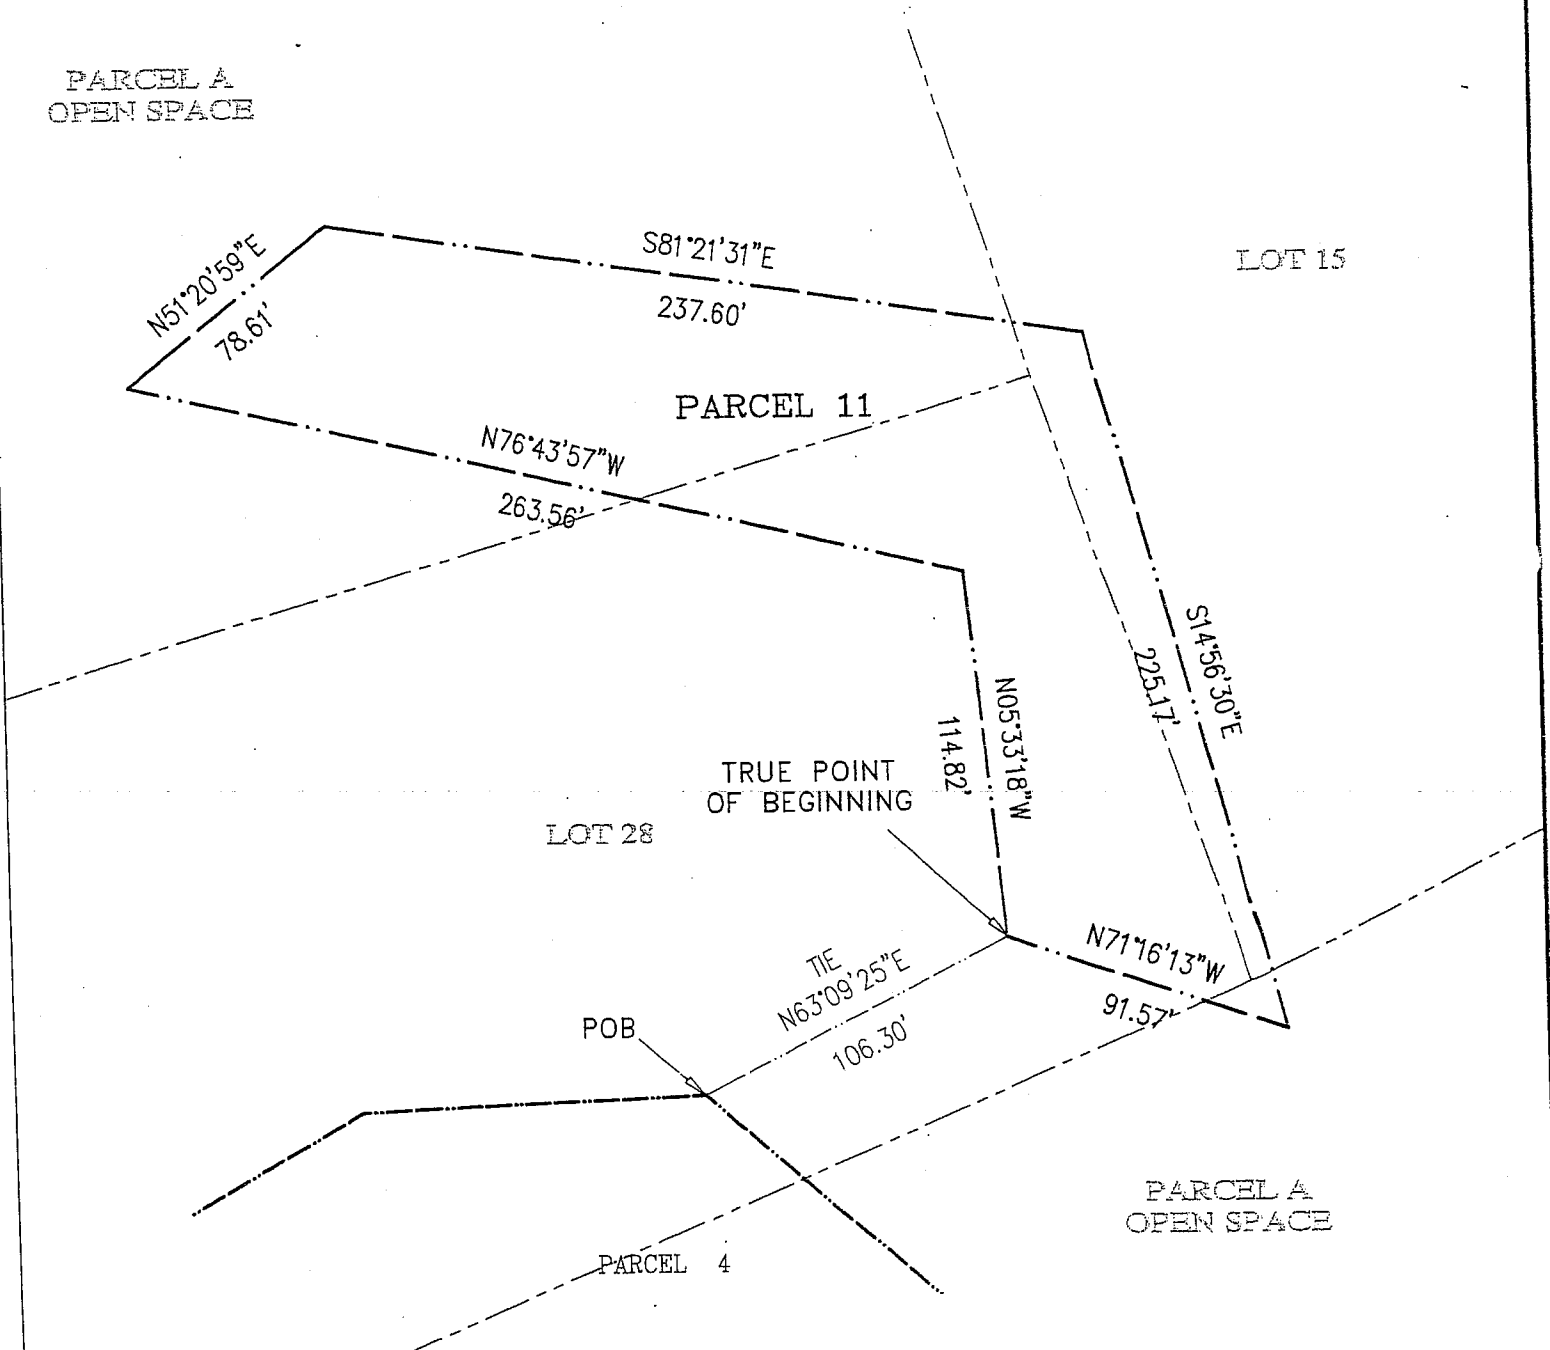 PARCEL A
OPEN SPACE
N51°20'59"E
78.61'
S81°21'31"E
237.60'
LOT 15
PARCEL 11
N76°43'57"W
263.56'
S14°56'30"E
225.17'
N05°33'18"W
114.82'
TRUE POINT
OF BEGINNING
LOT 28
N71°16'13"W
91.57'
TIE
N63°09'25"E
106.30'
POB
PARCEL A
OPEN SPACE
PARCEL 4